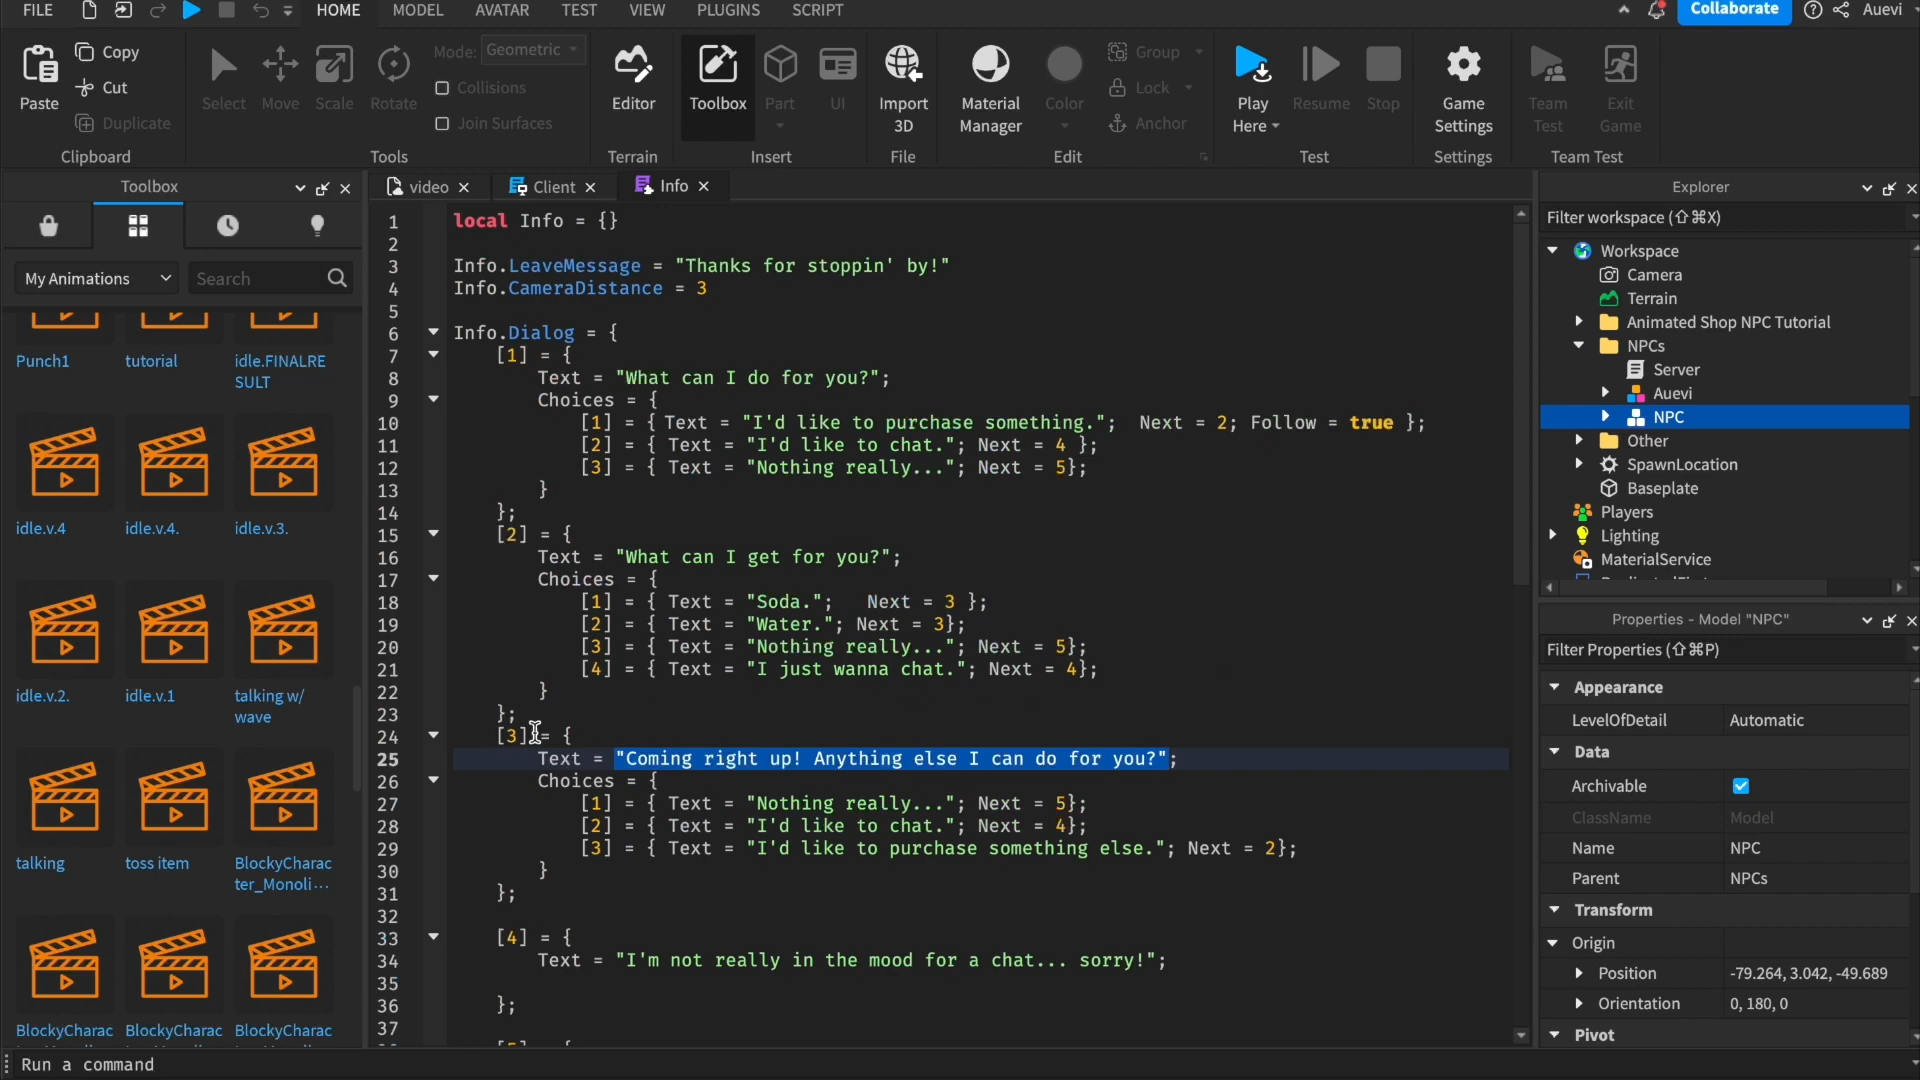 FILE HOME MODEL AVATAR TEST VIEW PLUGINS SCRIPT Collaborate Auevi
Paste Copy Cut Duplicate
Clipboard
Select Move Scale Rotate Mode: Geometric Collisions Join Surfaces
Tools
Editor
Terrain
Toolbox Part UI
Insert
Import 3D
File
Material Manager Color Group Lock Anchor
Edit
Play Here Resume Stop
Test
Game Settings
Settings
Team Test Exit Game
Team Test
Toolbox
My Animations Search
Punch1 tutorial idle.FINALRE
SULT
idle.v.4 idle.v.4. idle.v.3.
idle.v.2. idle.v.1 talking w/
wave
talking toss item BlockyCharac
ter_Monoli...
BlockyCharac BlockyCharac BlockyCharac
video Client Info
1 local Info = {}
2
3 Info.LeaveMessage = "Thanks for stoppin' by!"
4 Info.CameraDistance = 3
5
6 Info.Dialog = {
7 [1] = {
8 Text = "What can I do for you?";
9 Choices = {
10 [1] = { Text = "I'd like to purchase something."; Next = 2; Follow = true };
11 [2] = { Text = "I'd like to chat."; Next = 4 };
12 [3] = { Text = "Nothing really..."; Next = 5};
13 }
14 };
15 [2] = {
16 Text = "What can I get for you?";
17 Choices = {
18 [1] = { Text = "Soda."; Next = 3 };
19 [2] = { Text = "Water."; Next = 3};
20 [3] = { Text = "Nothing really..."; Next = 5};
21 [4] = { Text = "I just wanna chat."; Next = 4};
22 }
23 };
24 [3] = {
25 Text = "Coming right up! Anything else I can do for you?";
26 Choices = {
27 [1] = { Text = "Nothing really..."; Next = 5};
28 [2] = { Text = "I'd like to chat."; Next = 4};
29 [3] = { Text = "I'd like to purchase something else."; Next = 2};
30 }
31 };
32
33 [4] = {
34 Text = "I'm not really in the mood for a chat... sorry!";
35
36 };
37
Explorer
Filter workspace (⇧⌘X)
Workspace
Camera
Terrain
Animated Shop NPC Tutorial
NPCs
Server
Auevi
NPC
Other
SpawnLocation
Baseplate
Players
Lighting
MaterialService
Properties - Model "NPC"
Filter Properties (⇧⌘P)
Appearance
LevelOfDetail Automatic
Data
Archivable
ClassName Model
Name NPC
Parent NPCs
Transform
Origin
Position -79.264, 3.042, -49.689
Orientation 0, 180, 0
Pivot
Run a command